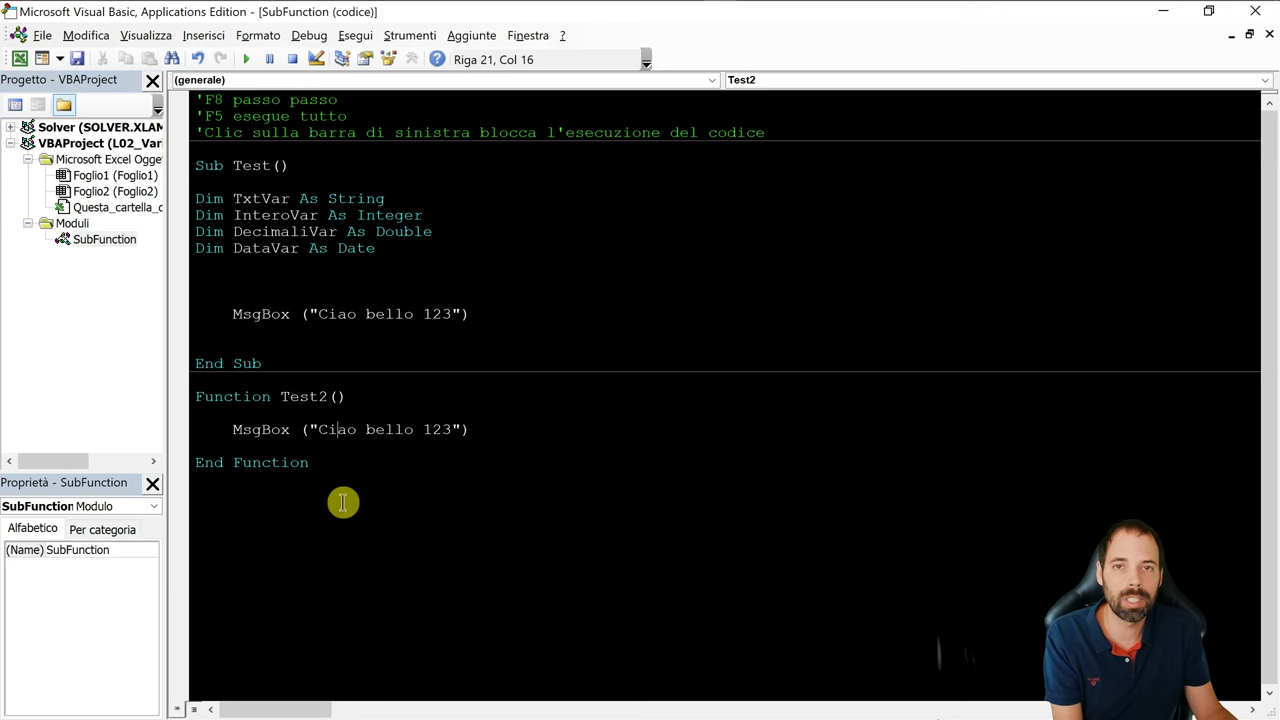 Microsoft Visual Basic, Applications Edition - [SubFunction (codice)]
File Modifica Visualizza Inserisci Formato Debug Esegui Strumenti Aggiunte Finestra ?
Riga 21, Col 16
Progetto - VBAProject
(generale)
Test2
Solver (SOLVER.XLAM
VBAProject (L02_Var
Microsoft Excel Ogge
Foglio1 (Foglio1)
Foglio2 (Foglio2)
Questa_cartella_c
Moduli
SubFunction
Proprietà - SubFunction
SubFunction Modulo
Alfabetico Per categoria
(Name) SubFunction
'F8 passo passo
'F5 esegue tutto
'Clic sulla barra di sinistra blocca l'esecuzione del codice
Sub Test()
Dim TxtVar As String
Dim InteroVar As Integer
Dim DecimaliVar As Double
Dim DataVar As Date
MsgBox ("Ciao bello 123")
End Sub
Function Test2()
MsgBox ("Ciao bello 123")
End Function